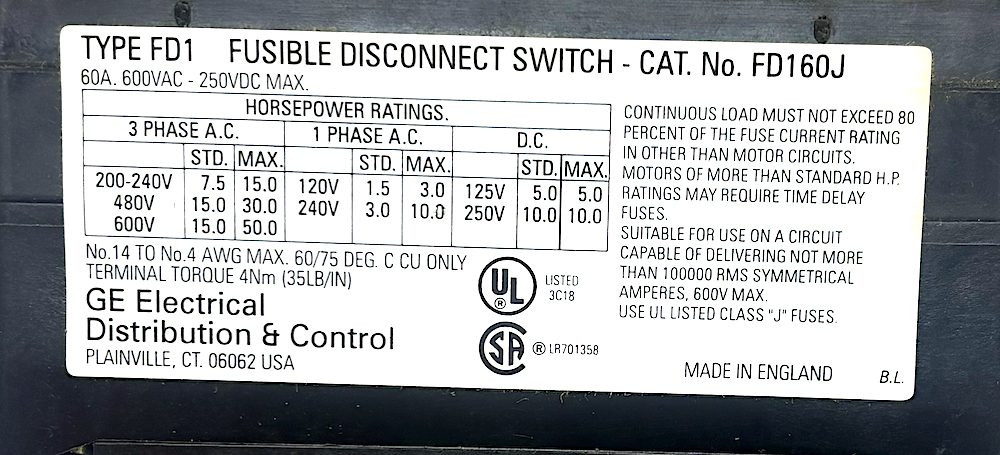 TYPE FD1 FUSIBLE DISCONNECT SWITCH - CAT. No. FD160J
60A. 600VAC - 250VDC MAX.
HORSEPOWER RATINGS.
3 PHASE A.C. 1 PHASE A.C. D.C.
STD. MAX. STD. MAX. STD. MAX.
200-240V 7.5 15.0 120V 1.5 3.0 125V 5.0 5.0
480V 15.0 30.0 240V 3.0 10.0 250V 10.0 10.0
600V 15.0 50.0
No.14 TO No.4 AWG MAX. 60/75 DEG. C CU ONLY
TERMINAL TORQUE 4Nm (35LB/IN)
GE Electrical
Distribution & Control
PLAINVILLE, CT. 06062 USA
UL ® LISTED
3C18
SA ® LR701358
CONTINUOUS LOAD MUST NOT EXCEED 80
PERCENT OF THE FUSE CURRENT RATING
IN OTHER THAN MOTOR CIRCUITS.
MOTORS OF MORE THAN STANDARD H.P.
RATINGS MAY REQUIRE TIME DELAY
FUSES.
SUITABLE FOR USE ON A CIRCUIT
CAPABLE OF DELIVERING NOT MORE
THAN 100000 RMS SYMMETRICAL
AMPERES, 600V MAX.
USE UL LISTED CLASS "J" FUSES.
MADE IN ENGLAND B.L.